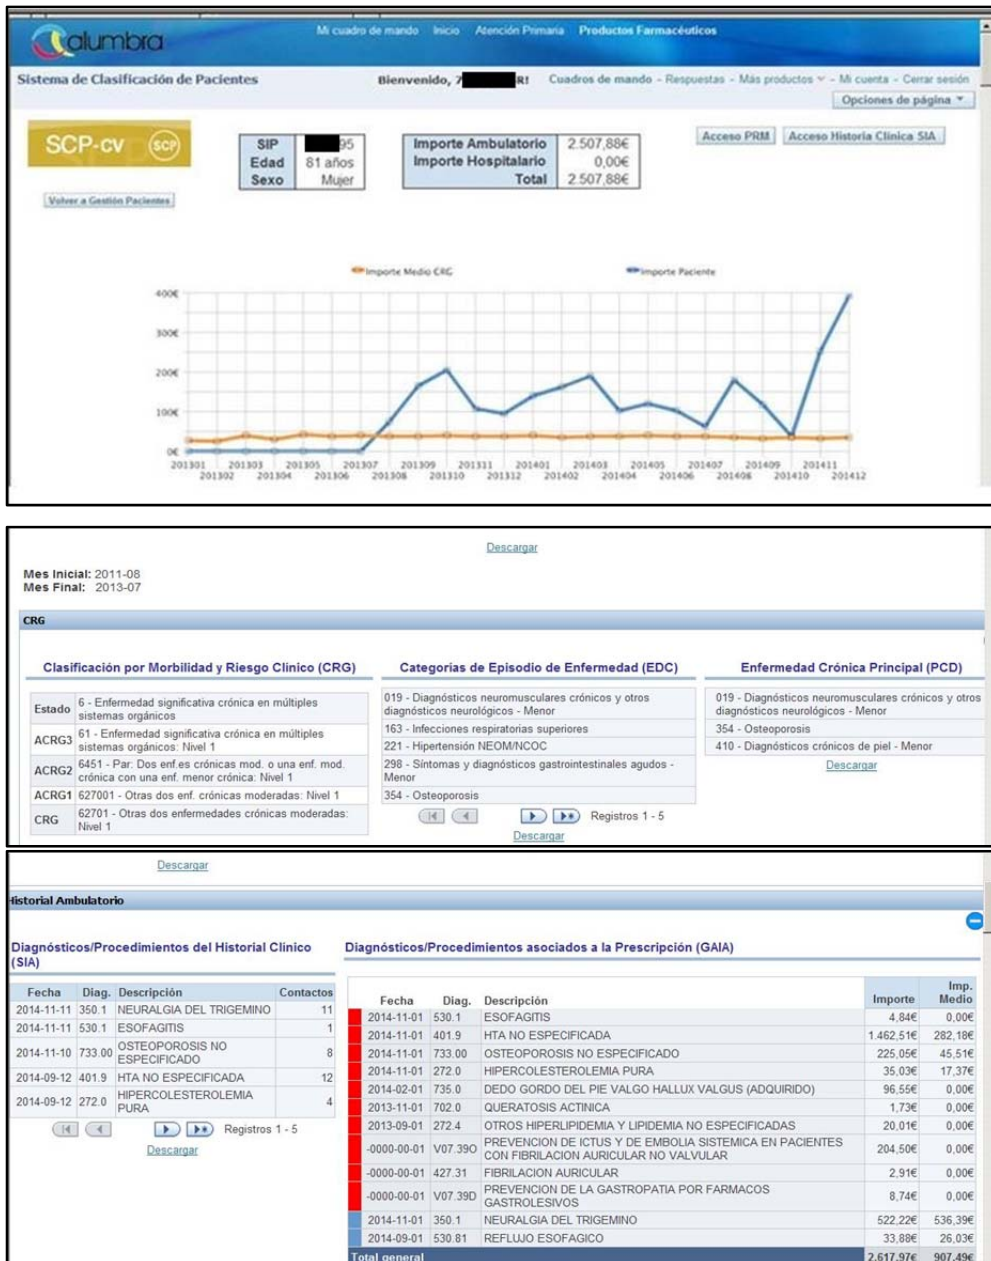 alumbra
Mi cuadro de mando Inicio Atención Primaria Productos Farmacéuticos
Sistema de Clasificación de Pacientes
Bienvenido, 7 R!
Cuadros de mando - Respuestas - Más productos - Mi cuenta - Cerrar sesión
Opciones de página
SCP-cv SCP
Volver a Gestión Pacientes
SIP 95
Edad 81 años
Sexo Mujer
Importe Ambulatorio 2.507,88€
Importe Hospitalario 0,00€
Total 2.507,88€
Acceso PRM Acceso Historia Clínica SIA
Importe Medio CRG Importe Paciente
400€
300€
200€
100€
0€
201301 201303 201305 201307 201309 201311 201401 201403 201405 201407 201409 201411
201302 201304 201306 201308 201310 201312 201402 201404 201406 201408 201410 201412
Descargar
Mes Inicial: 2011-08
Mes Final: 2013-07
CRG
Clasificación por Morbilidad y Riesgo Clínico (CRG)
Estado 6 - Enfermedad significativa crónica en múltiples
sistemas orgánicos
ACRG3 61 - Enfermedad significativa crónica en múltiples
sistemas orgánicos: Nivel 1
ACRG2 6451 - Par: Dos enf.es crónicas mod. o una enf. mod.
crónica con una enf. menor crónica: Nivel 1
ACRG1 627001 - Otras dos enf. crónicas moderadas: Nivel 1
CRG 62701 - Otras dos enfermedades crónicas moderadas:
Nivel 1
Categorias de Episodio de Enfermedad (EDC)
019 - Diagnósticos neuromusculares crónicos y otros
diagnósticos neurológicos - Menor
163 - Infecciones respiratorias superiores
221 - Hipertensión NEOM/NCOC
298 - Síntomas y diagnósticos gastrointestinales agudos -
Menor
354 - Osteoporosis
Registros 1 - 5
Descargar
Enfermedad Crónica Principal (PCD)
019 - Diagnósticos neuromusculares crónicos y otros
diagnósticos neurológicos - Menor
354 - Osteoporosis
410 - Diagnósticos crónicos de piel - Menor
Descargar
Descargar
Historial Ambulatorio
Diagnósticos/Procedimientos del Historial Clínico
(SIA)
Fecha Diag. Descripción Contactos
2014-11-11 350.1 NEURALGIA DEL TRIGEMINO 11
2014-11-11 530.1 ESOFAGITIS 1
2014-11-10 733.00 OSTEOPOROSIS NO
ESPECIFICADO 8
2014-09-12 401.9 HTA NO ESPECIFICADA 12
2014-09-12 272.0 HIPERCOLESTEROLEMIA
PURA 4
Registros 1 - 5
Descargar
Diagnósticos/Procedimientos asociados a la Prescripción (GAIA)
Fecha Diag. Descripción Importe Imp.
Medio
2014-11-01 530.1 ESOFAGITIS 4,84€ 0,00€
2014-11-01 401.9 HTA NO ESPECIFICADA 1.462,51€ 282,18€
2014-11-01 733.00 OSTEOPOROSIS NO ESPECIFICADO 225,05€ 45,51€
2014-11-01 272.0 HIPERCOLESTEROLEMIA PURA 35,03€ 17,37€
2014-02-01 735.0 DEDO GORDO DEL PIE VALGO HALLUX VALGUS (ADQUIRIDO) 96,55€ 0,00€
2013-11-01 702.0 QUERATOSIS ACTINICA 1,73€ 0,00€
2013-09-01 272.4 OTROS HIPERLIPIDEMIA Y LIPIDEMIA NO ESPECIFICADAS 20,01€ 0,00€
-0000-00-01 V07.39O PREVENCION DE ICTUS Y DE EMBOLIA SISTEMICA EN PACIENTES
CON FIBRILACION AURICULAR NO VALVULAR 204,50€ 0,00€
-0000-00-01 427.31 FIBRILACION AURICULAR 2,91€ 0,00€
-0000-00-01 V07.39D PREVENCION DE LA GASTROPATIA POR FARMACOS
GASTROLESIVOS 8,74€ 0,00€
2014-11-01 350.1 NEURALGIA DEL TRIGEMINO 522,22€ 536,39€
2014-09-01 530.81 REFLUJO ESOFAGICO 33,88€ 26,03€
Total general 2.617,97€ 907,49€